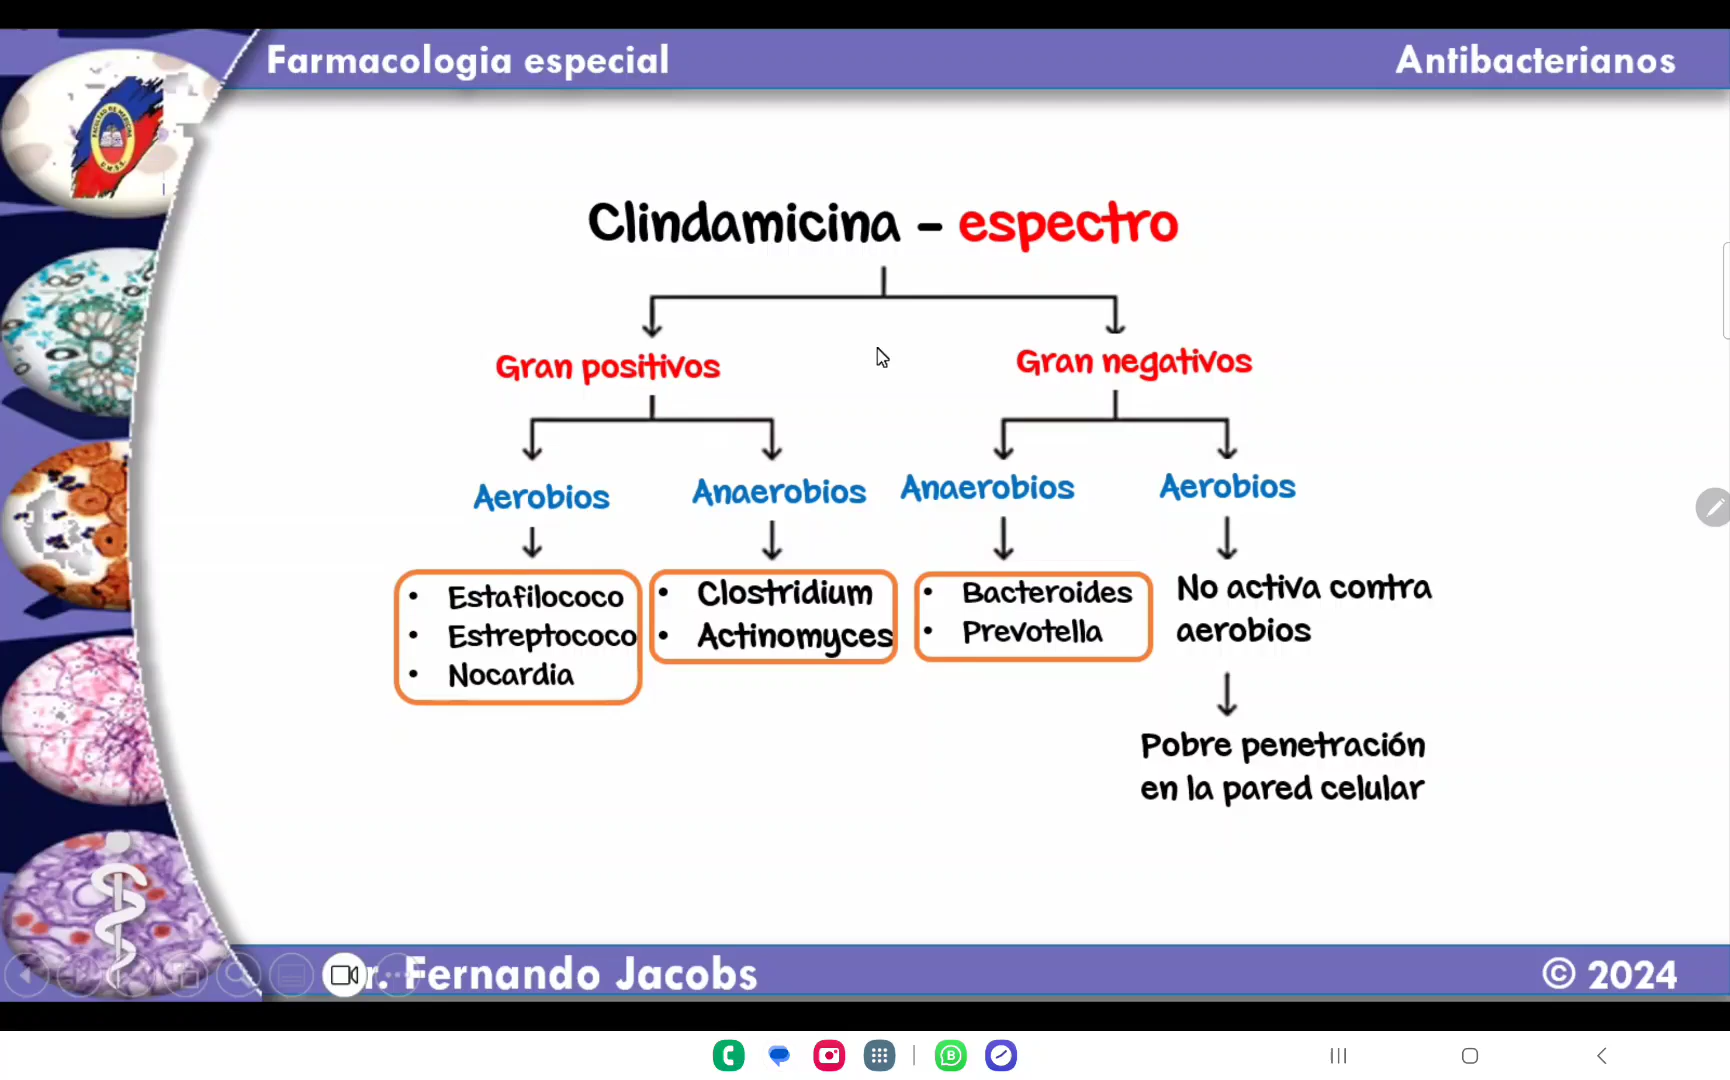 Farmacologia especial
Antibacterianos
Clindamicina – espectro
Gran positivos
Gran negativos
Aerobios
Anaerobios
Anaerobios
Aerobios
• Estafilococo
• Estreptococo
• Nocardia
• Clostridium
• Actinomyces
• Bacteroides
• Prevotella
No activa contra
aerobios
Pobre penetración
en la pared celular
r. Fernando Jacobs
© 2024